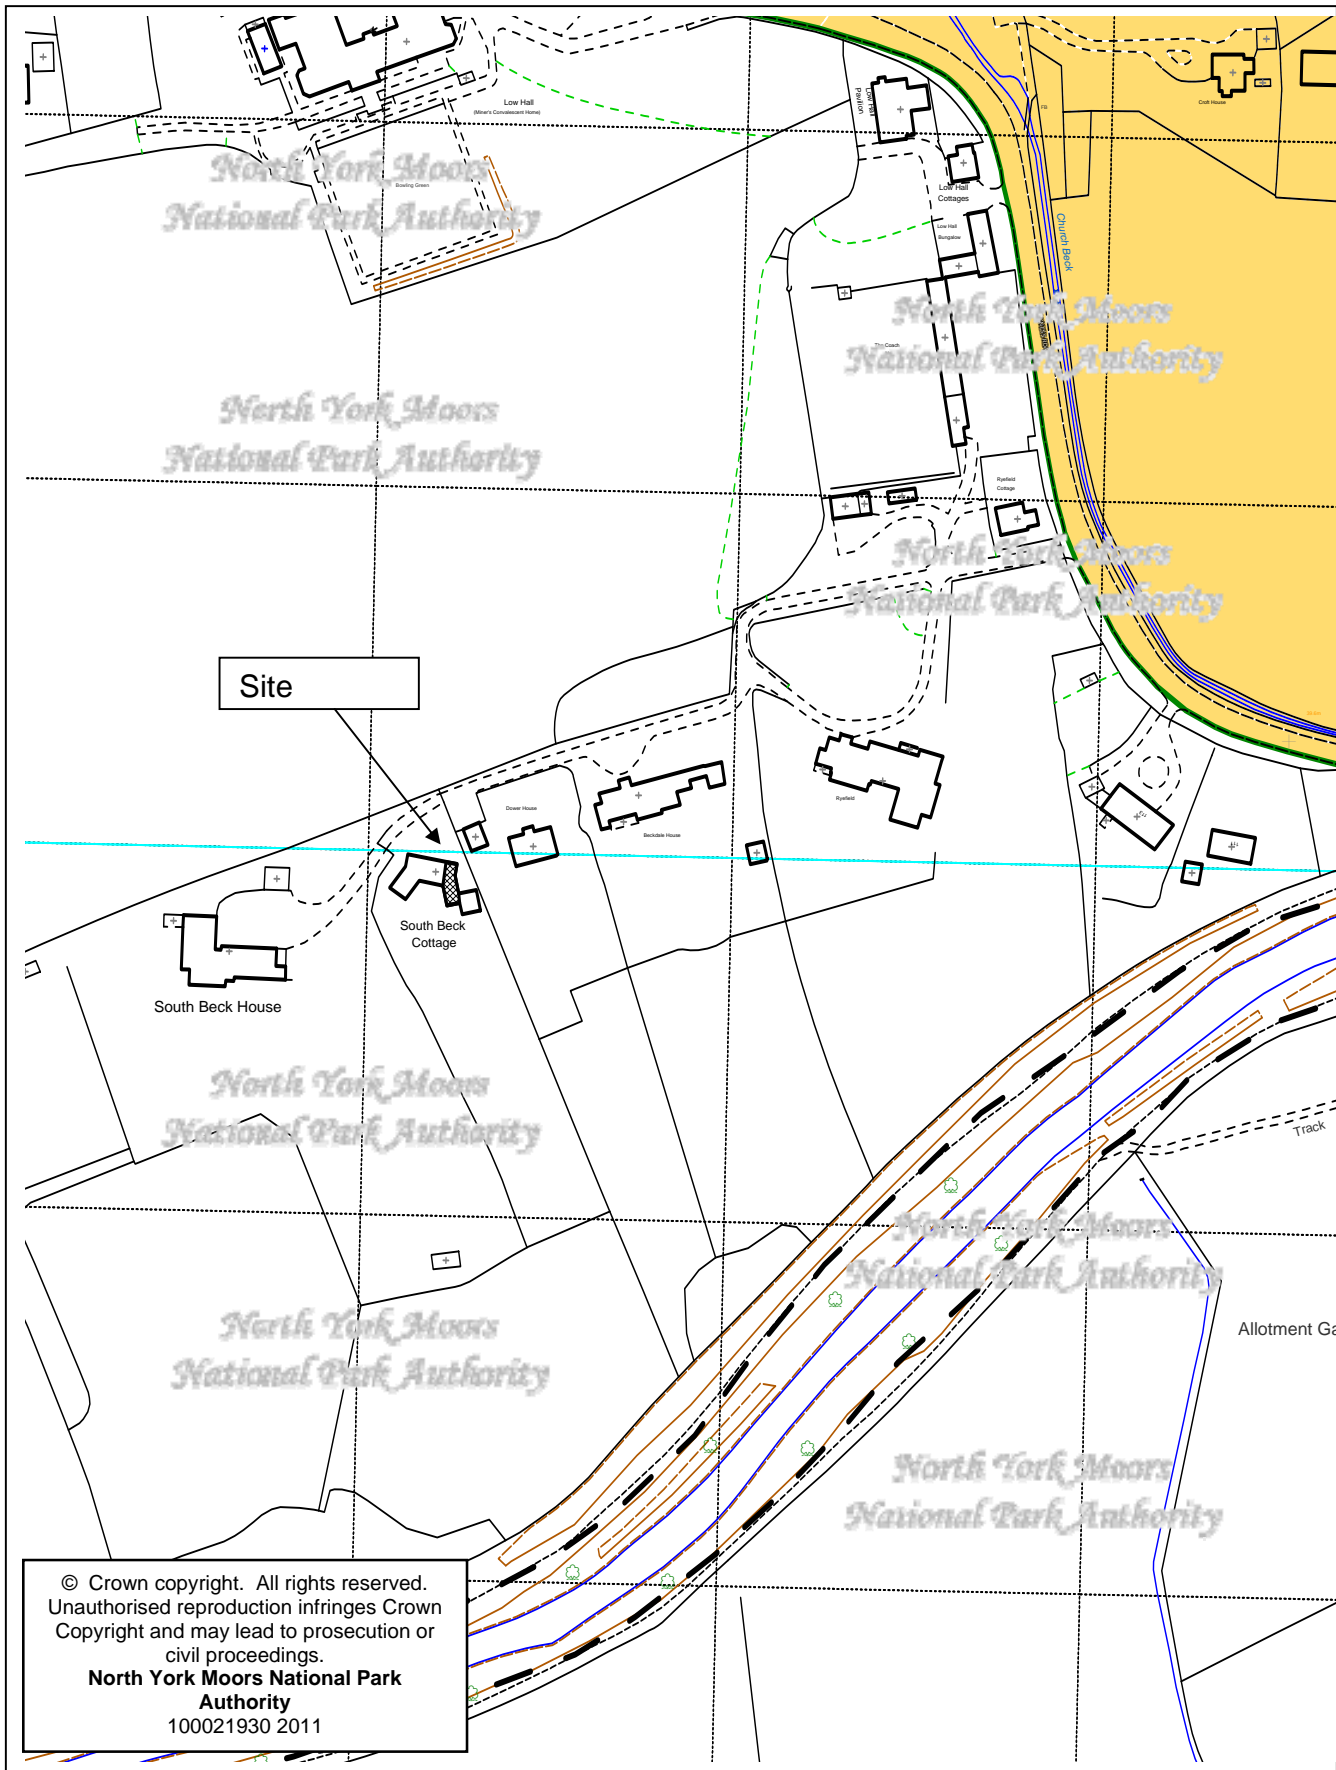 Low Hall
(Miner's Convalescent Home)
Low Hall
Pavilion
Croft House
FB
North York Moors
National Park Authority
Bowling Green
Low Hall
Cottages
Low Hall
Bungalow
Church Beck
North York Moors
National Park Authority
The Coach
North York Moors
National Park Authority
Ryefield
Cottage
North York Moors
National Park Authority
Site
Dower House
Beckdale House
Ryefield
South Beck
Cottage
South Beck House
North York Moors
National Park Authority
Track
North York Moors
National Park Authority
North York Moors
National Park Authority
Allotment Ga
North York Moors
National Park Authority
© Crown copyright. All rights reserved.
Unauthorised reproduction infringes Crown
Copyright and may lead to prosecution or
civil proceedings.
North York Moors National Park
Authority
100021930 2011